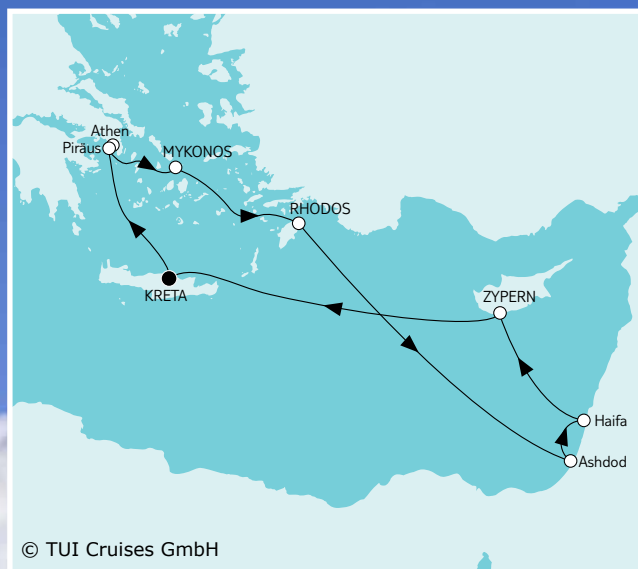 Athen
Piräus
MYKONOS
RHODOS
KRETA
ZYPERN
Haifa
Ashdod
© TUI Cruises GmbH